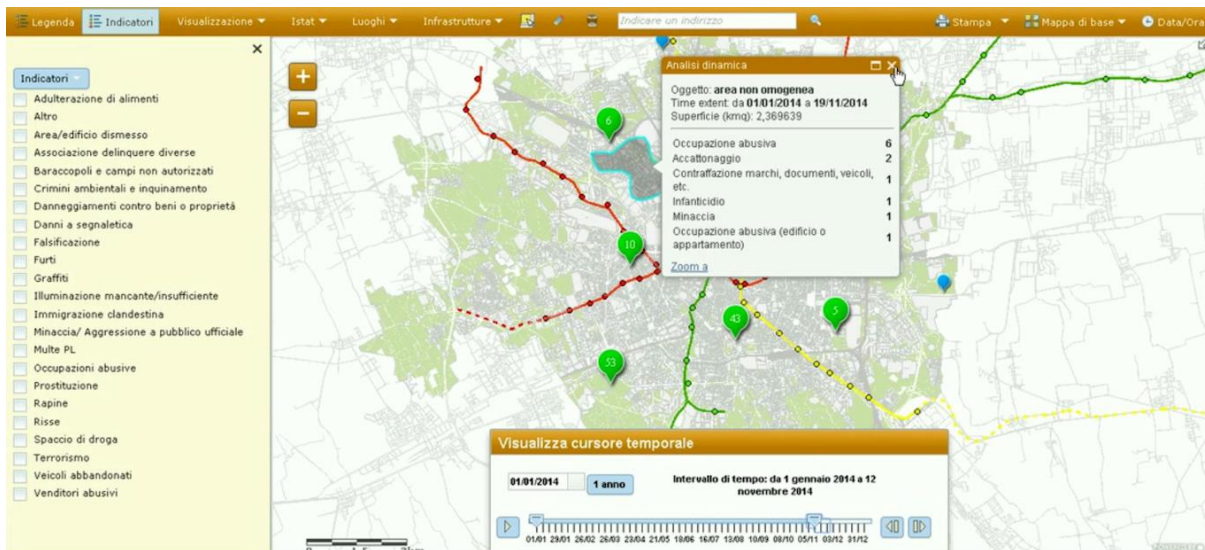 Legenda Indicatori Visualizzazione Istat Luoghi Infrastrutture Indicare un indirizzo Stampa Mappa di base Data/Ora
Indicatori
Adulterazione di alimenti
Altro
Area/edificio dismesso
Associazione delinquere diverse
Baraccopoli e campi non autorizzati
Crimini ambientali e inquinamento
Danneggiamenti contro beni o proprietà
Danni a segnaletica
Falsificazione
Furti
Graffiti
Illuminazione mancante/insufficiente
Immigrazione clandestina
Minaccia/ Aggressione a pubblico ufficiale
Multe PL
Occupazioni abusive
Prostituzione
Rapine
Risse
Spaccio di droga
Terrorismo
Veicoli abbandonati
Venditori abusivi
Analisi dinamica
Oggetto: area non omogenea
Time extent: da 01/01/2014 a 19/11/2014
Superficie (kmq): 2,369639
Occupazione abusiva 6
Accattonaggio 2
Contraffazione marchi, documenti, veicoli, 1
etc.
Infanticidio 1
Minaccia 1
Occupazione abusiva (edificio o 1
appartamento)
Zoom a
6
10
43
5
53
Visualizza cursore temporale
01/01/2014 1 anno Intervallo di tempo: da 1 gennaio 2014 a 12
novembre 2014
01/01 29/01 26/02 26/03 23/04 21/05 18/06 16/07 13/08 10/09 08/10 05/11 03/12 31/12